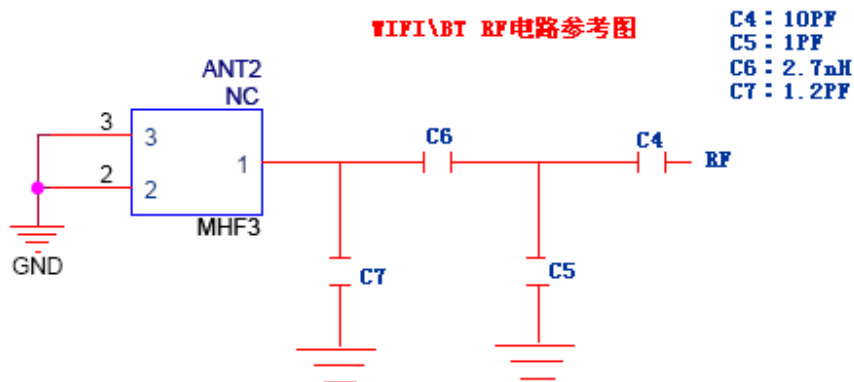 WIFI\BT RF电路参考图
C4：10PF
C5：1PF
C6：2.7nH
C7：1.2PF
ANT2
NC
3
3
2
2
1
MHF3
GND
C6
C4
RF
C7
C5